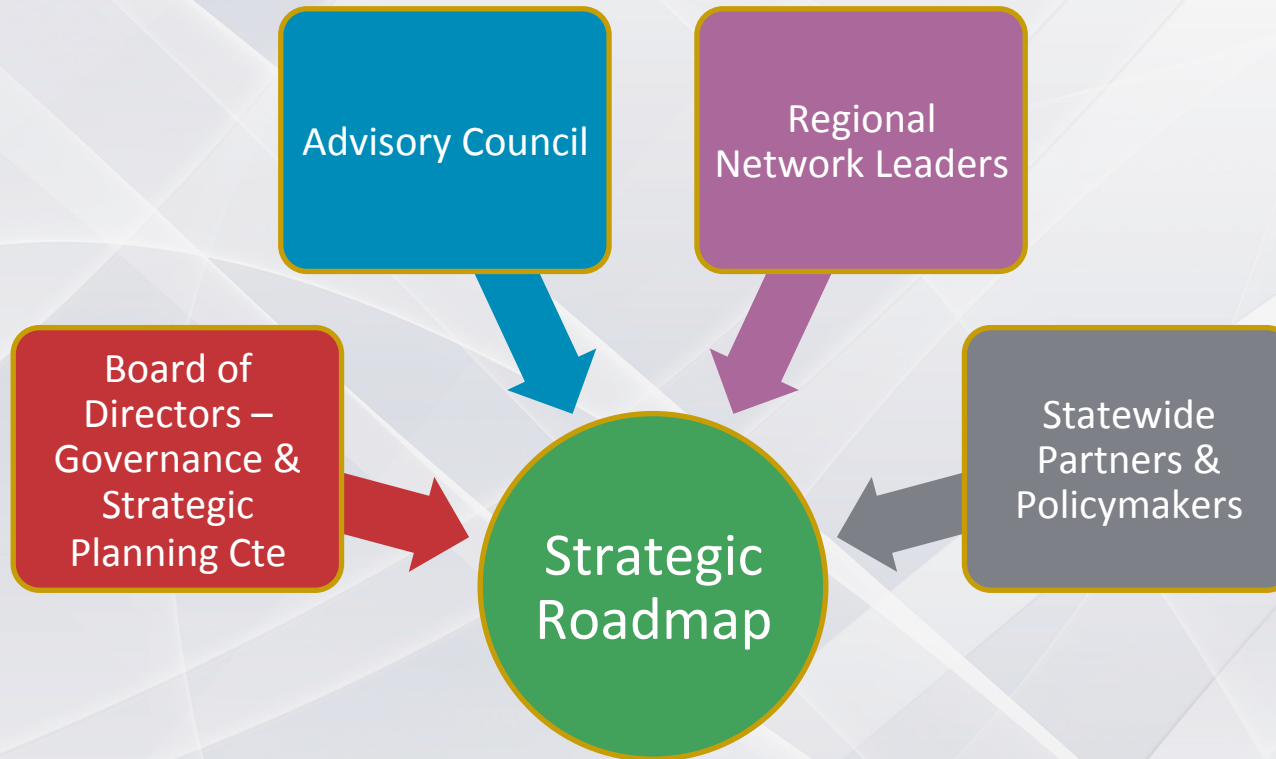 Advisory Council
Regional
Network Leaders
Board of
Directors –
Governance &
Strategic
Planning Cte
Statewide
Partners &
Policymakers
Strategic
Roadmap